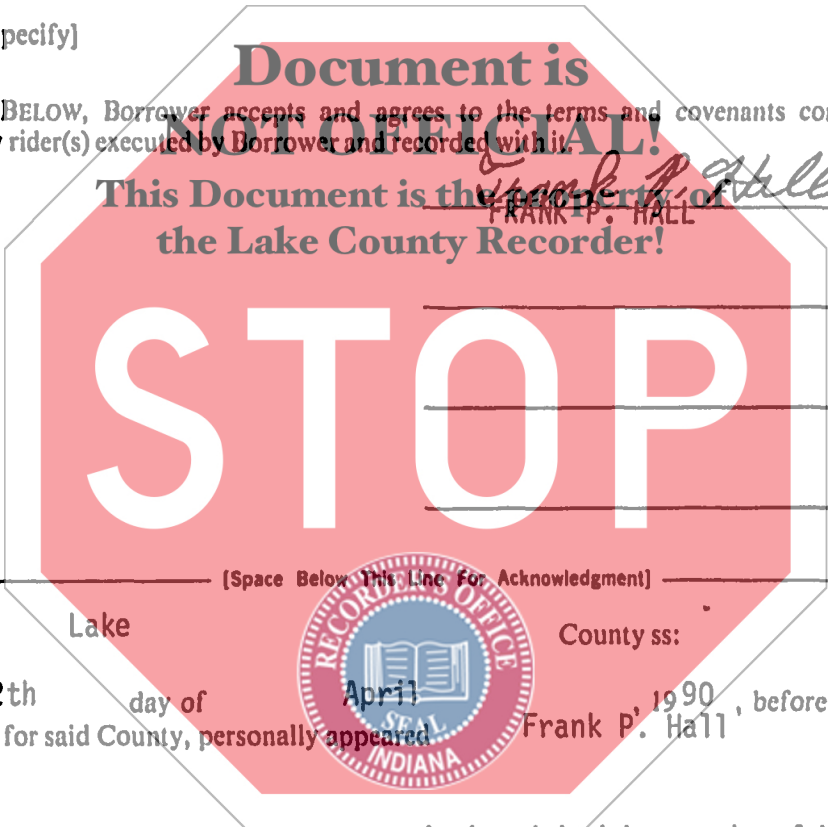 pecify]
Document is
BELOW, Borrower accepts and agrees to the terms and covenants con
NOT OFFICIAL!
rider(s) executed by Borrower and recorded with it.
Frank P. Hall
This Document is the property of
FRANK P. HALL
the Lake County Recorder!
STOP
[Space Below This Line For Acknowledgment]
RECORDER'S OFFICE
Lake
County ss:
2th day of April, 1990, before
SEAL
for said County, personally appeared Frank P. Hall
INDIANA